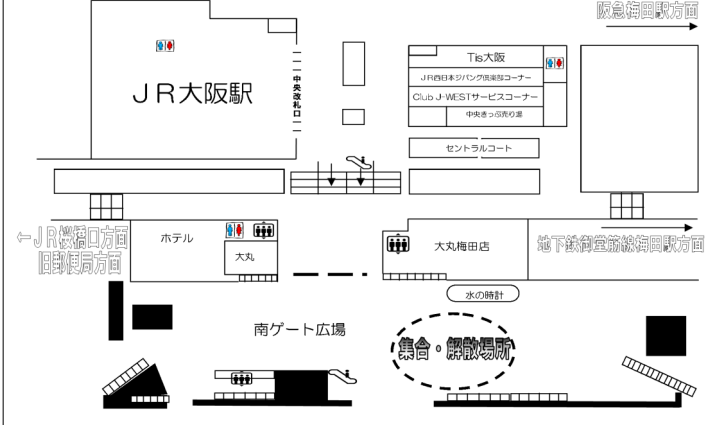 阪急梅田駅方面
Tis大阪
JR西日本ジパング倶楽部コーナー
Club J-WESTサービスコーナー
中央きっぷ売り場
JR大阪駅
中央改札口
セントラルコート
←JR桜橋口方面
旧郵便局方面
ホテル
大丸
大丸梅田店
地下鉄御堂筋線梅田駅方面
水の時計
南ゲート広場
集合・解散場所